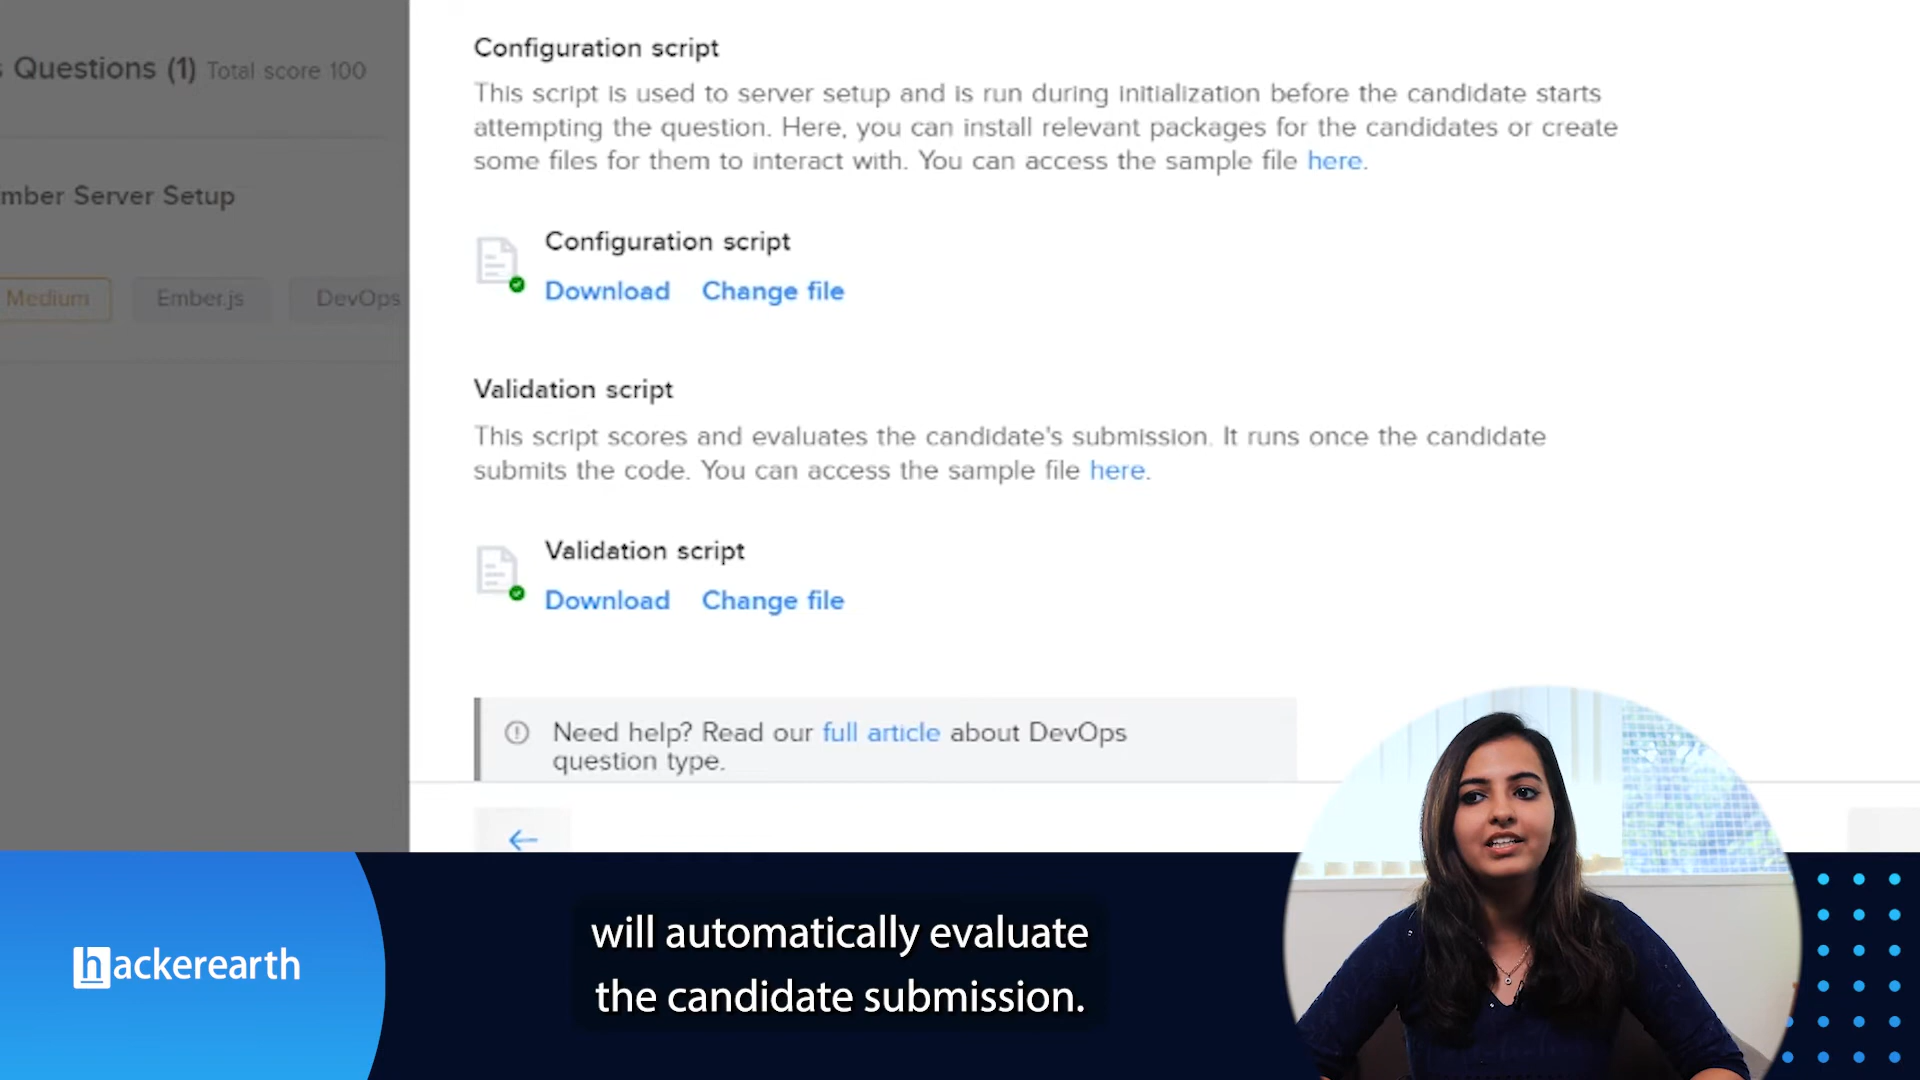 Questions (1) Total score 100
Ember Server Setup
Medium
Ember.js
DevOps
Configuration script
This script is used to server setup and is run during initialization before the candidate starts
attempting the question. Here, you can install relevant packages for the candidates or create
some files for them to interact with. You can access the sample file here.
Configuration script
Download Change file
Validation script
This script scores and evaluates the candidate's submission. It runs once the candidate
submits the code. You can access the sample file here.
Validation script
Download Change file
Need help? Read our full article about DevOps
question type.
hackerearth
will automatically evaluate
the candidate submission.